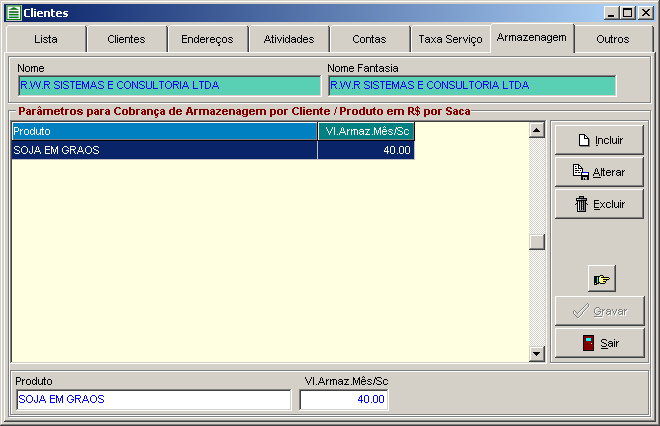 Clientes
Lista Clientes Endereços Atividades Contas Taxa Serviço Armazenagem Outros
Nome Nome Fantasia
R.W.R SISTEMAS E CONSULTORIA LTDA R.W.R SISTEMAS E CONSULTORIA LTDA
Parâmetros para Cobrança de Armazenagem por Cliente / Produto em R$ por Saca
Produto Vl.Armaz.Mês/Sc
SOJA EM GRAOS 40.00
Incluir
Alterar
Excluir
Gravar
Sair
Produto Vl.Armaz.Mês/Sc
SOJA EM GRAOS 40.00